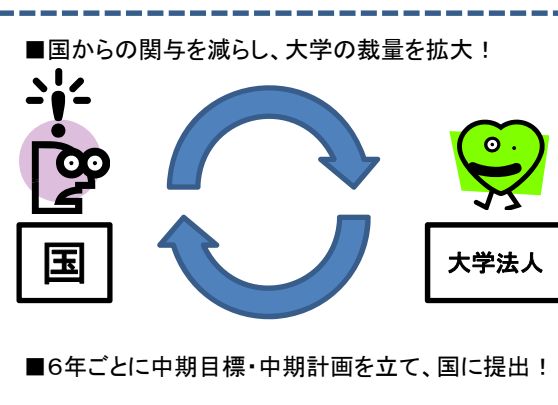 ■国からの関与を減らし、大学の裁量を拡大！
国
大学法人
■６年ごとに中期目標・中期計画を立て、国に提出！